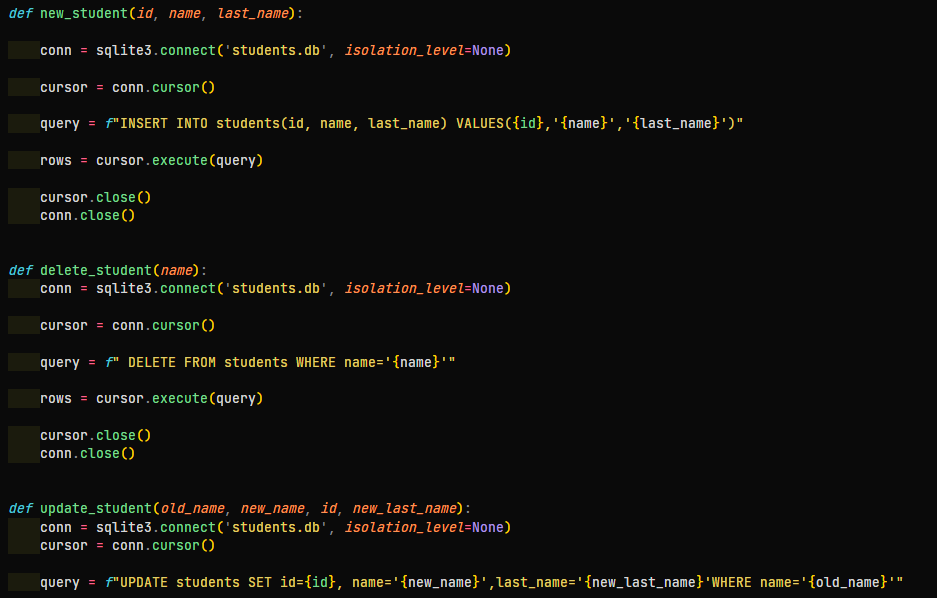 def new_student(id, name, last_name):
conn = sqlite3.connect('students.db', isolation_level=None)
cursor = conn.cursor()
query = f"INSERT INTO students(id, name, last_name) VALUES({id},'{name}','{last_name}')"
rows = cursor.execute(query)
cursor.close()
conn.close()
def delete_student(name):
conn = sqlite3.connect('students.db', isolation_level=None)
cursor = conn.cursor()
query = f" DELETE FROM students WHERE name='{name}'"
rows = cursor.execute(query)
cursor.close()
conn.close()
def update_student(old_name, new_name, id, new_last_name):
conn = sqlite3.connect('students.db', isolation_level=None)
cursor = conn.cursor()
query = f"UPDATE students SET id={id}, name='{new_name}',last_name='{new_last_name}'WHERE name='{old_name}'"